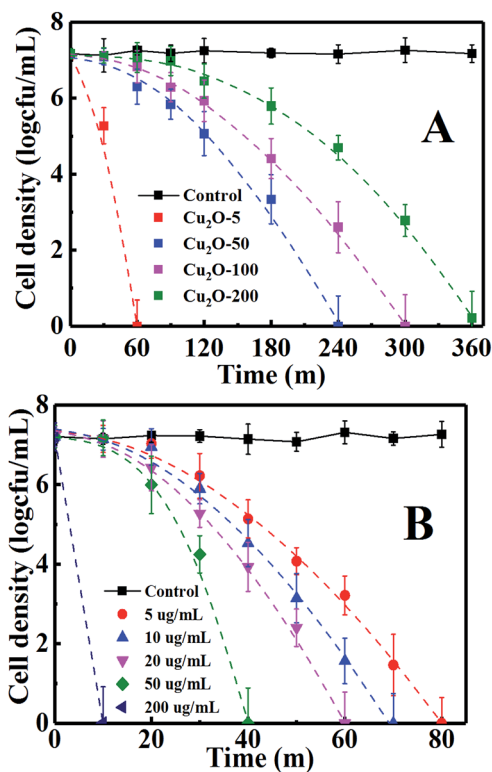 8
6
4
2
0
Cell density (logcfu/mL)
A
Control
Cu₂O-5
Cu₂O-50
Cu₂O-100
Cu₂O-200
0 60 120 180 240 300 360
Time (m)
8
6
4
2
0
Cell density (logcfu/mL)
B
Control
5 ug/mL
10 ug/mL
20 ug/mL
50 ug/mL
200 ug/mL
0 20 40 60 80
Time (m)